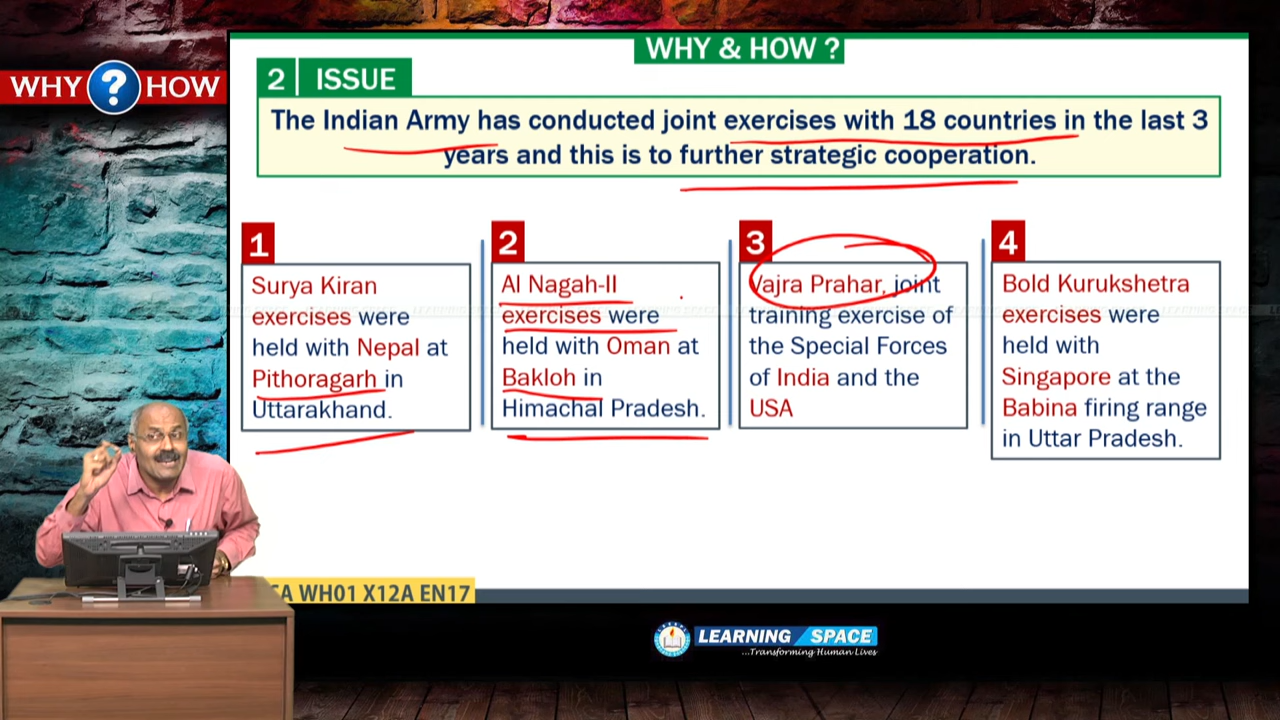 WHY & HOW ?
WHY ? HOW
2 ISSUE
The Indian Army has conducted joint exercises with 18 countries in the last 3
years and this is to further strategic cooperation.
1
Surya Kiran
exercises were
held with Nepal at
Pithoragarh in
Uttarakhand.
2
Al Nagah-II
exercises were
held with Oman at
Bakloh in
Himachal Pradesh.
3
Vajra Prahar, joint
training exercise of
the Special Forces
of India and the
USA
4
Bold Kurukshetra
exercises were
held with
Singapore at the
Babina firing range
in Uttar Pradesh.
CA WH01 X12A EN17
LEARNING SPACE
...Transforming Human Lives